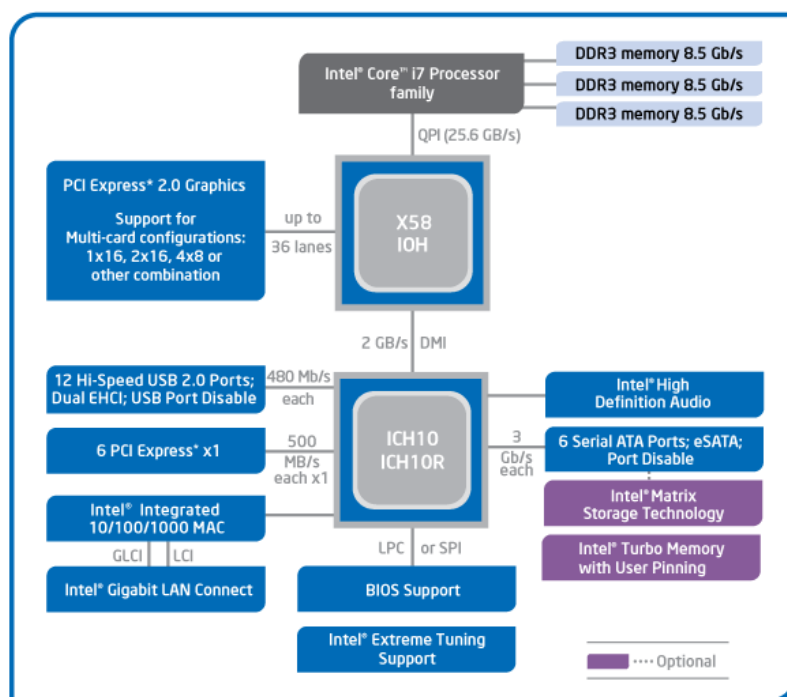 Intel® Core™ i7 Processor
family
DDR3 memory 8.5 Gb/s
DDR3 memory 8.5 Gb/s
DDR3 memory 8.5 Gb/s
QPI (25.6 GB/s)
PCI Express* 2.0 Graphics
Support for
Multi-card configurations:
1x16, 2x16, 4x8 or
other combination
up to
36 lanes
X58
IOH
2 GB/s DMI
12 Hi-Speed USB 2.0 Ports;
Dual EHCI; USB Port Disable
480 Mb/s
each
6 PCI Express* x1
500
MB/s
each x1
Intel® Integrated
10/100/1000 MAC
GLCI LCI
Intel® Gigabit LAN Connect
ICH10
ICH10R
Intel® High
Definition Audio
3
Gb/s
each
6 Serial ATA Ports; eSATA;
Port Disable
Intel® Matrix
Storage Technology
Intel® Turbo Memory
with User Pinning
LPC or SPI
BIOS Support
Intel® Extreme Tuning
Support
Optional